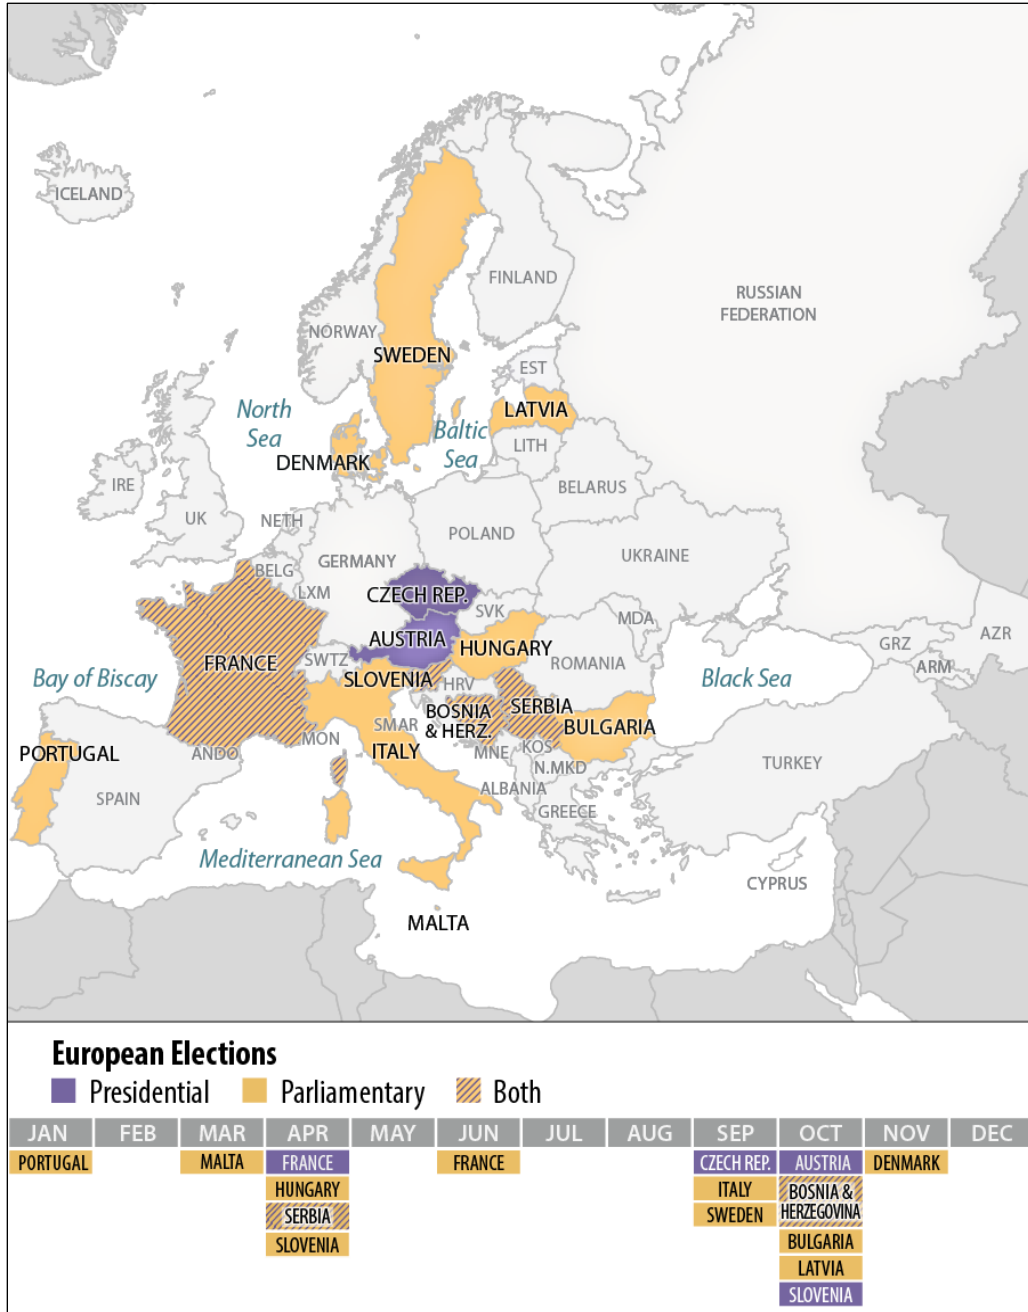 ICELAND
FINLAND
RUSSIAN
FEDERATION
NORWAY
SWEDEN
EST
North
Sea
LATVIA
Baltic
Sea
LITH
DENMARK
IRE
BELARUS
UK
NETH
POLAND
UKRAINE
GERMANY
BELG
LXM
CZECH REP.
SVK
MDA
AUSTRIA
HUNGARY
GRZ
AZR
FRANCE
SWTZ
ROMANIA
ARM
Bay of Biscay
SLOVENIA
HRV
Black Sea
BOSNIA
& HERZ.
SERBIA
BULGARIA
SMAR
PORTUGAL
ANDO
MON
ITALY
MNE
KOS
N.MKD
TURKEY
SPAIN
ALBANIA
GREECE
Mediterranean Sea
CYPRUS
MALTA
European Elections
Presidential Parliamentary Both
JAN FEB MAR APR MAY JUN JUL AUG SEP OCT NOV DEC
PORTUGAL MALTA FRANCE FRANCE CZECH REP. AUSTRIA DENMARK
HUNGARY ITALY BOSNIA &
SERBIA SWEDEN HERZEGOVINA
SLOVENIA BULGARIA
LATVIA
SLOVENIA